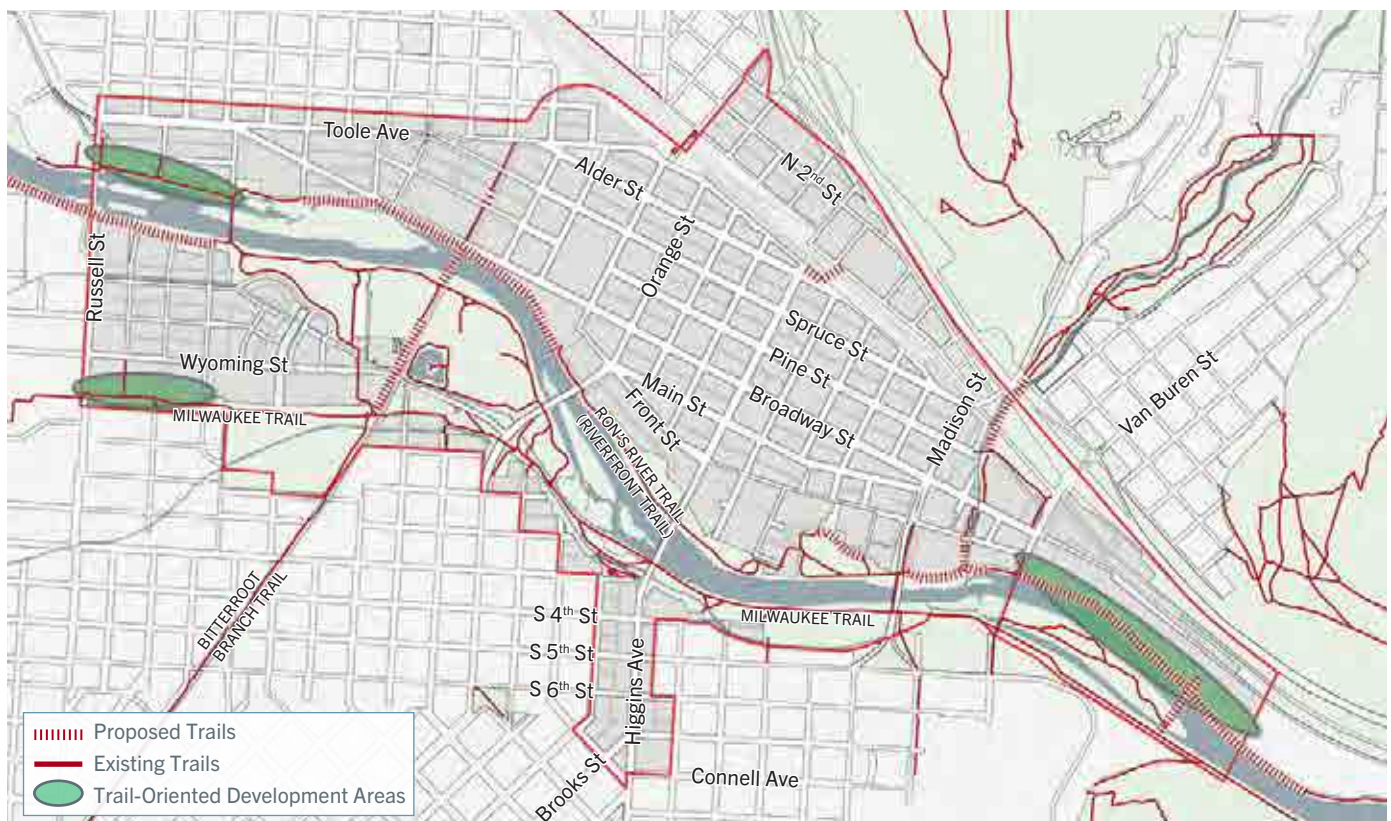 Toole Ave
Alder St
N 2nd St
Orange St
Russell St
Spruce St
Wyoming St
Pine St
Van Buren St
Main St
Madison St
Broadway St
Front St
MILWAUKEE TRAIL
RON'S RIVER TRAIL
(RIVERFRONT TRAIL)
BITTERROOT
BRANCH TRAIL
S 4th St
MILWAUKEE TRAIL
S 5th St
S 6th St
Higgins Ave
Brooks St
Connell Ave
Proposed Trails
Existing Trails
Trail-Oriented Development Areas